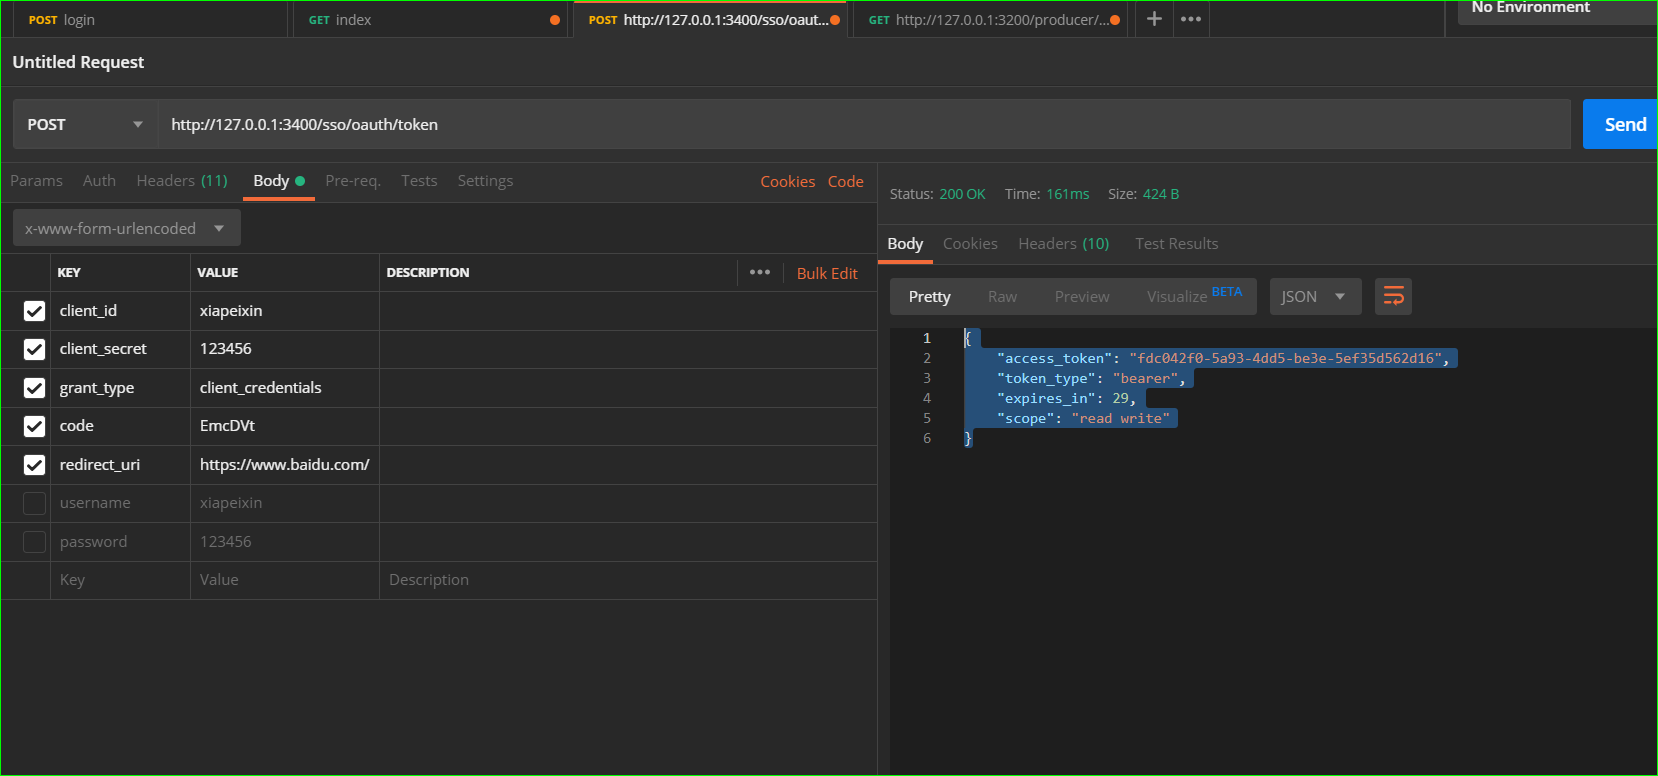 POST login
GET index
POST http://127.0.0.1:3400/sso/oaut...
GET http://127.0.0.1:3200/producer/...
+ •••
No Environment
Untitled Request
POST
http://127.0.0.1:3400/sso/oauth/token
Send
Params Auth Headers (11) Body Pre-req. Tests Settings
Cookies Code
x-www-form-urlencoded
KEY VALUE DESCRIPTION ••• Bulk Edit
client_id xiapeixin
client_secret 123456
grant_type client_credentials
code EmcDVt
redirect_uri https://www.baidu.com/
username xiapeixin
password 123456
Key Value Description
Status: 200 OK Time: 161ms Size: 424 B
Body Cookies Headers (10) Test Results
Pretty Raw Preview Visualize BETA JSON
1 {
2 "access_token": "fdc042f0-5a93-4dd5-be3e-5ef35d562d16",
3 "token_type": "bearer",
4 "expires_in": 29,
5 "scope": "read write"
6 }